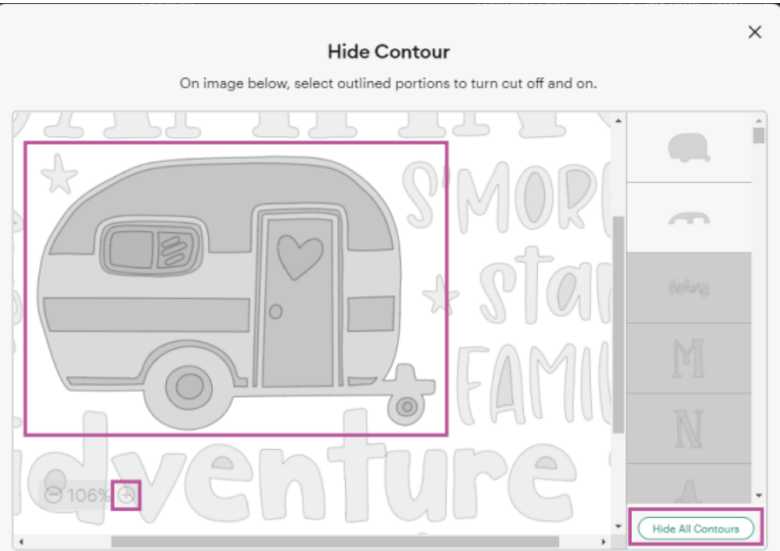 Hide Contour
On image below, select outlined portions to turn cut off and on.
S'MOR
sta
FAMI
dventure
106%
M
N
Hide All Contours